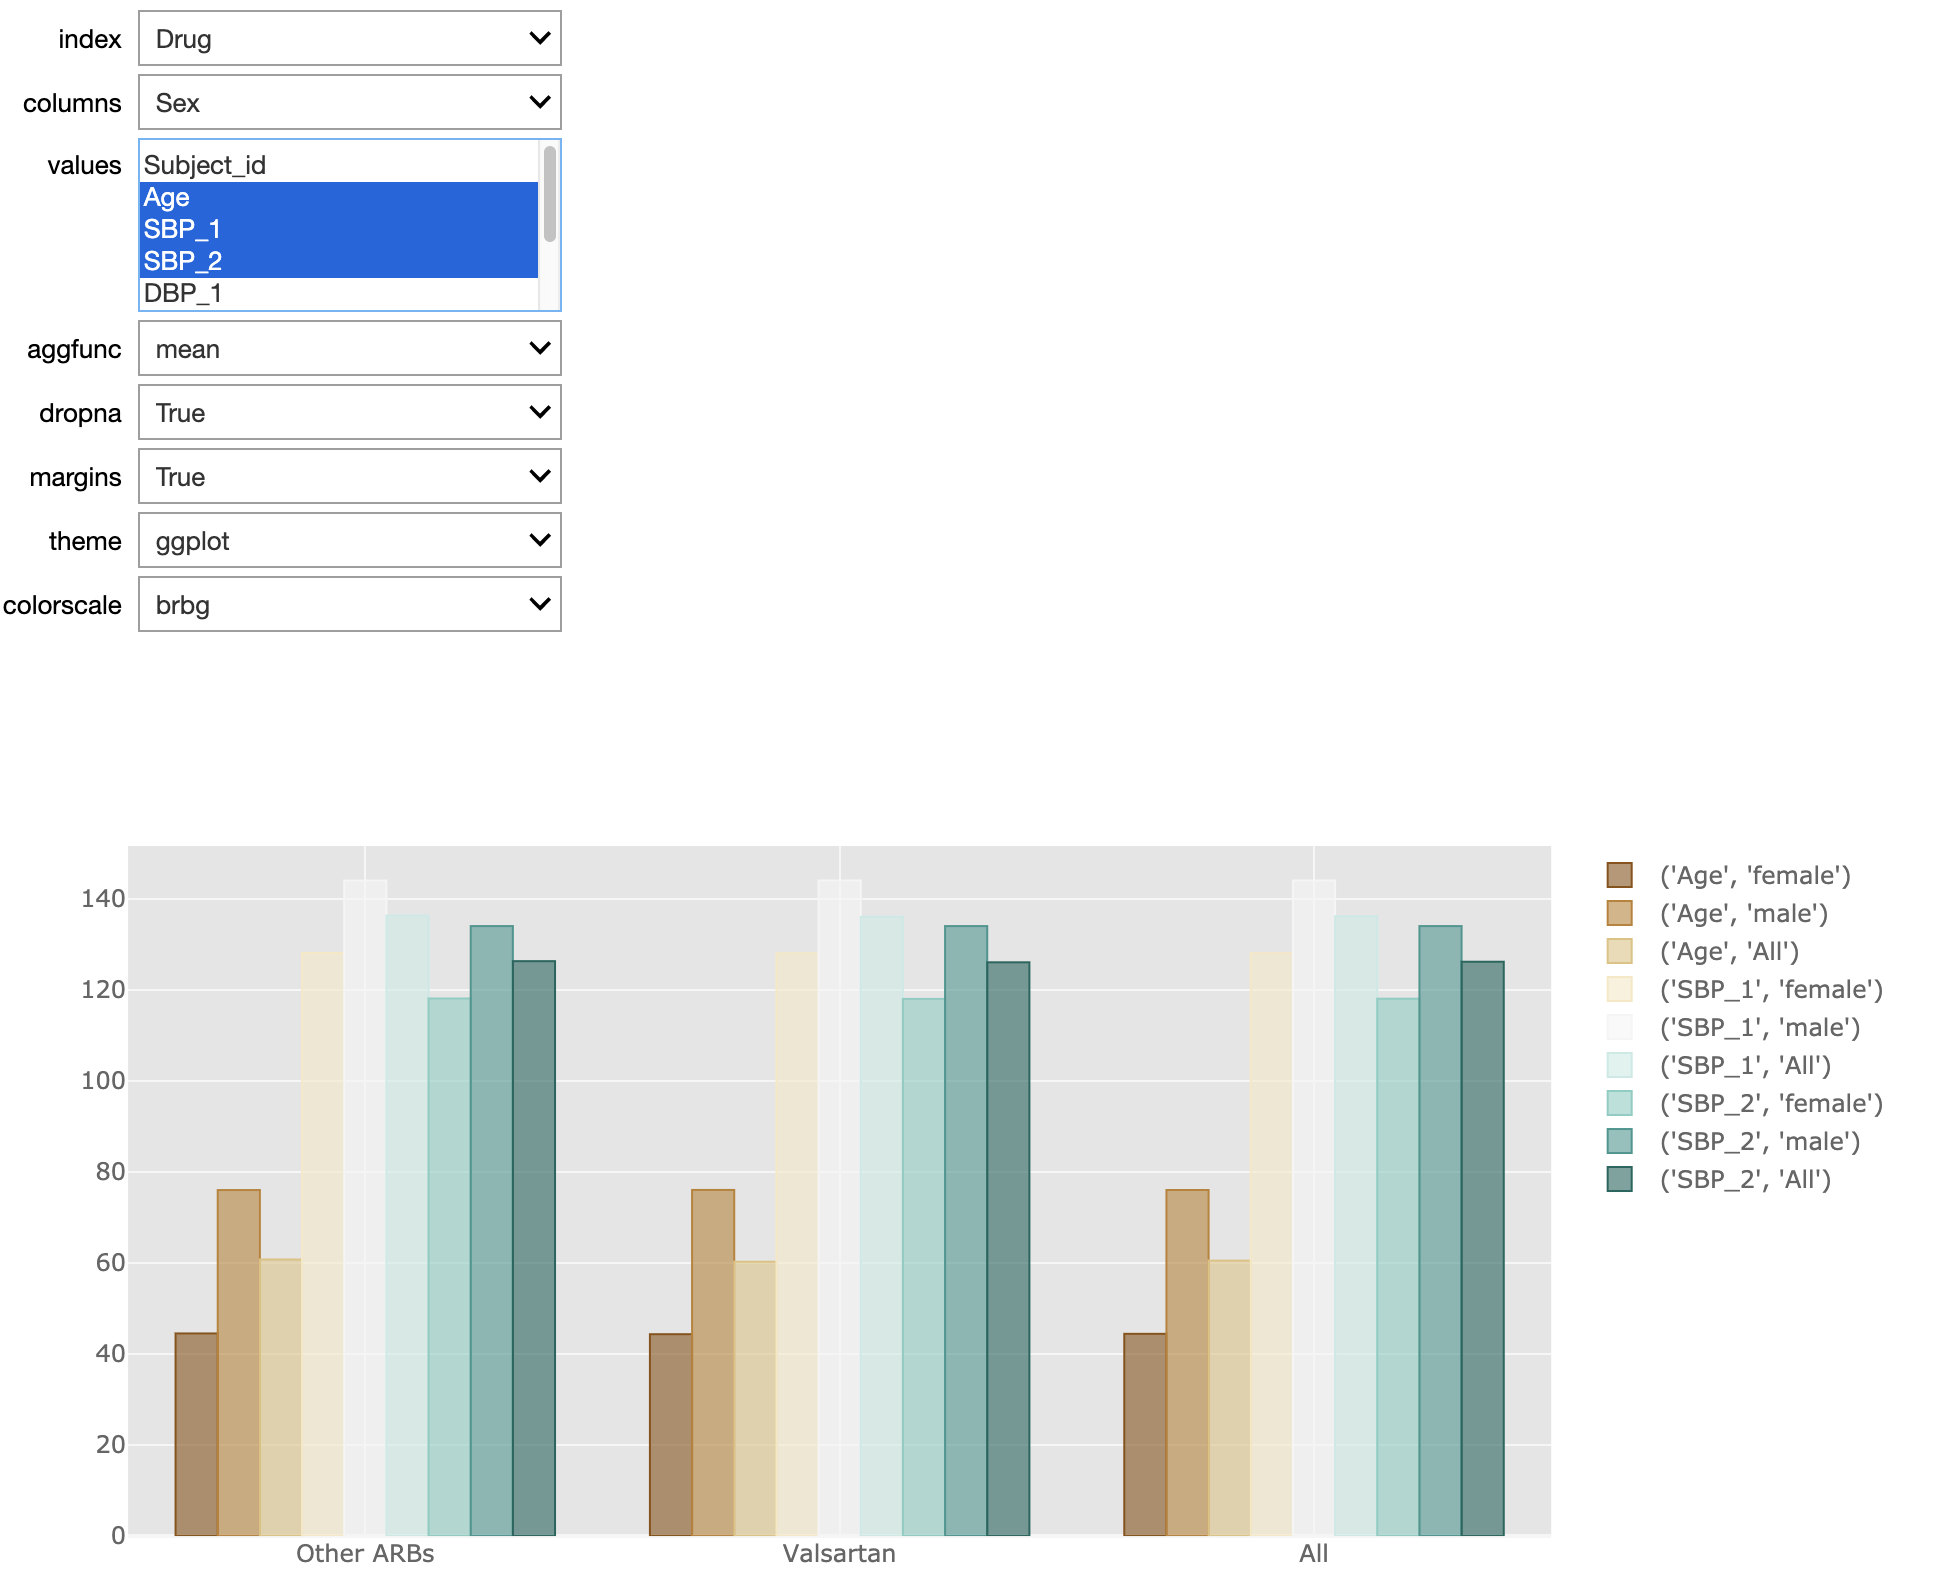 index Drug
columns Sex
values Subject_id
Age
SBP_1
SBP_2
DBP_1
aggfunc mean
dropna True
margins True
theme ggplot
colorscale brbg
140
120
100
80
60
40
20
0
Other ARBs Valsartan All
('Age', 'female')
('Age', 'male')
('Age', 'All')
('SBP_1', 'female')
('SBP_1', 'male')
('SBP_1', 'All')
('SBP_2', 'female')
('SBP_2', 'male')
('SBP_2', 'All')